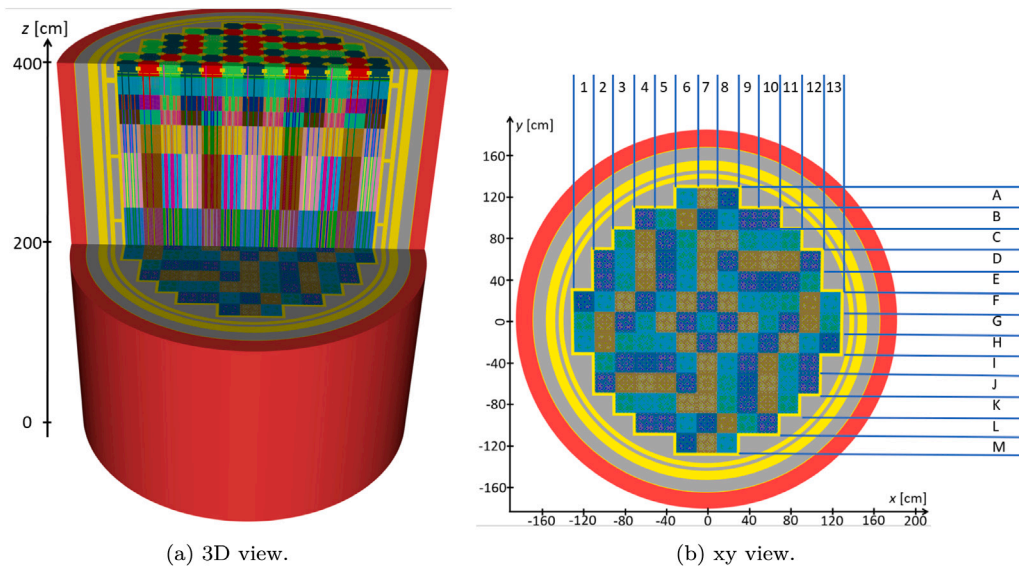 z [cm]
400
200
0
1 2 3 4 5 6 7 8 9 10 11 12 13
y [cm]
160
120
80
40
0
-40
-80
-120
-160
A
B
C
D
E
F
G
H
I
J
K
L
M
x [cm]
-160 -120 -80 -40 0 40 80 120 160 200
(a) 3D view.
(b) xy view.